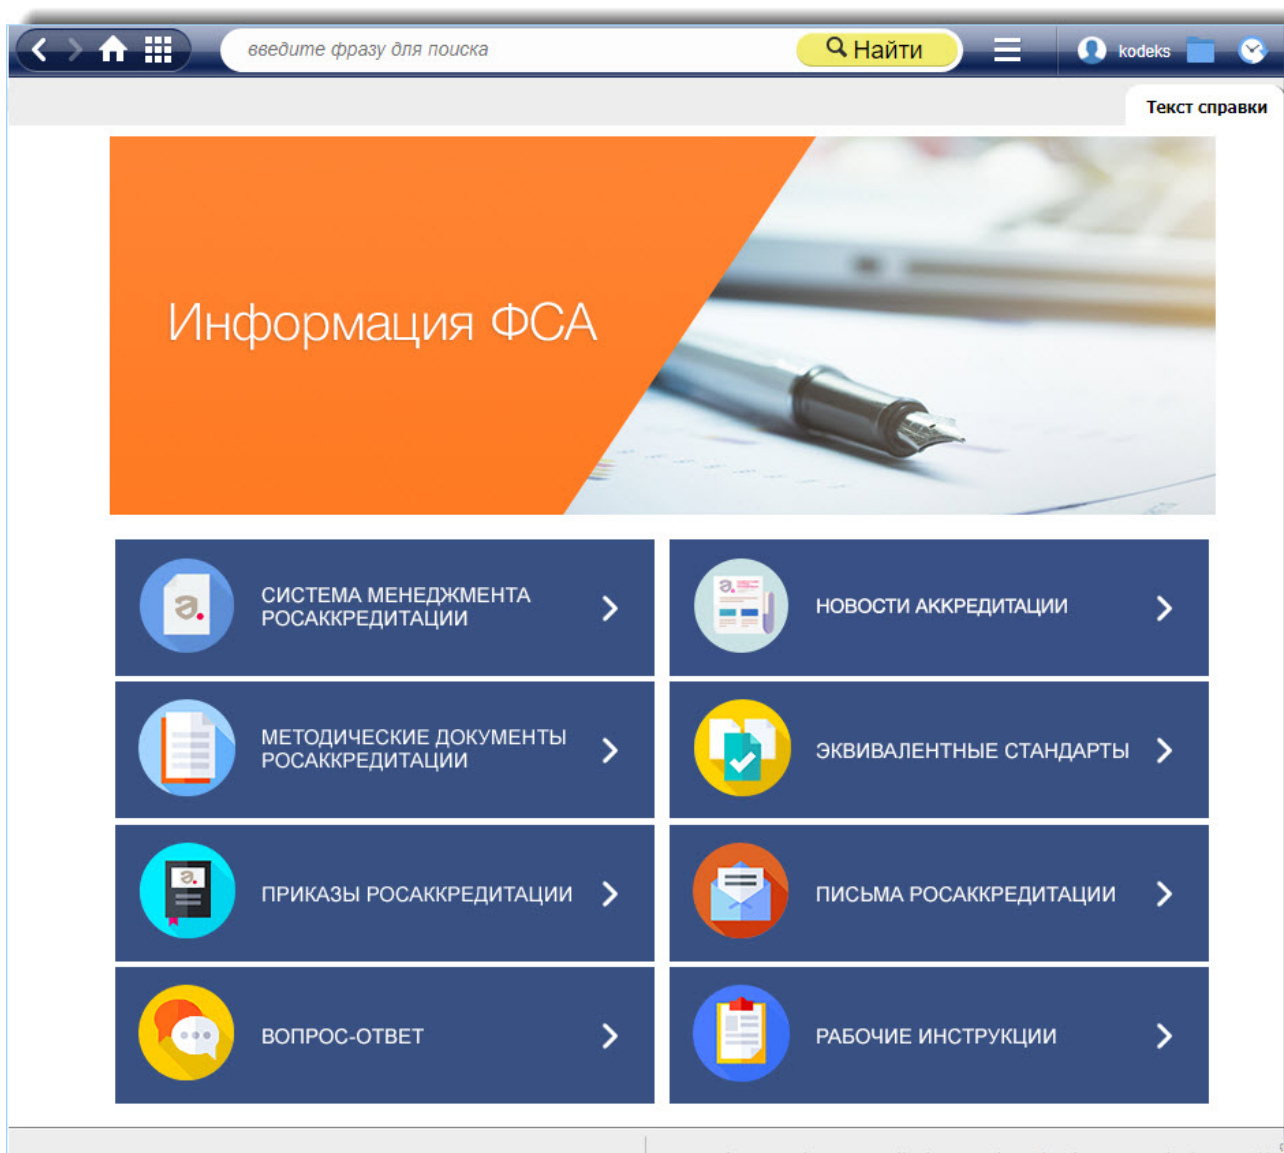 введите фразу для поиска
Найти
kodeks
Текст справки
Информация ФСА
СИСТЕМА МЕНЕДЖМЕНТА
РОСАККРЕДИТАЦИИ
НОВОСТИ АККРЕДИТАЦИИ
МЕТОДИЧЕСКИЕ ДОКУМЕНТЫ
РОСАККРЕДИТАЦИИ
ЭКВИВАЛЕНТНЫЕ СТАНДАРТЫ
ПРИКАЗЫ РОСАККРЕДИТАЦИИ
ПИСЬМА РОСАККРЕДИТАЦИИ
ВОПРОС-ОТВЕТ
РАБОЧИЕ ИНСТРУКЦИИ